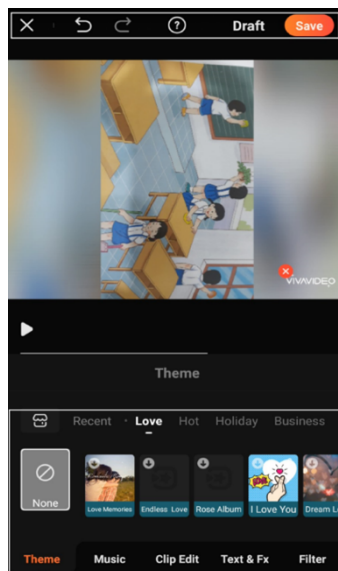 Draft Save
VIVAVIDEO
Theme
Recent Love Hot Holiday Business
None
Love Memories Endless Love Rose Album I Love You Dream L
Theme Music Clip Edit Text & Fx Filter